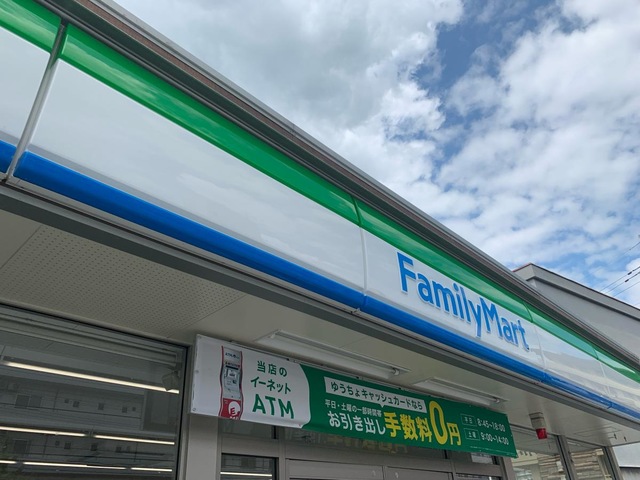 FamilyMart
当店の
イーネット
ATM
ゆうちょキャッシュカードなら
平日・土曜の一部時間帯
お引き出し手数料0円
平日 8:45~18:00
土曜 9:00~14:00